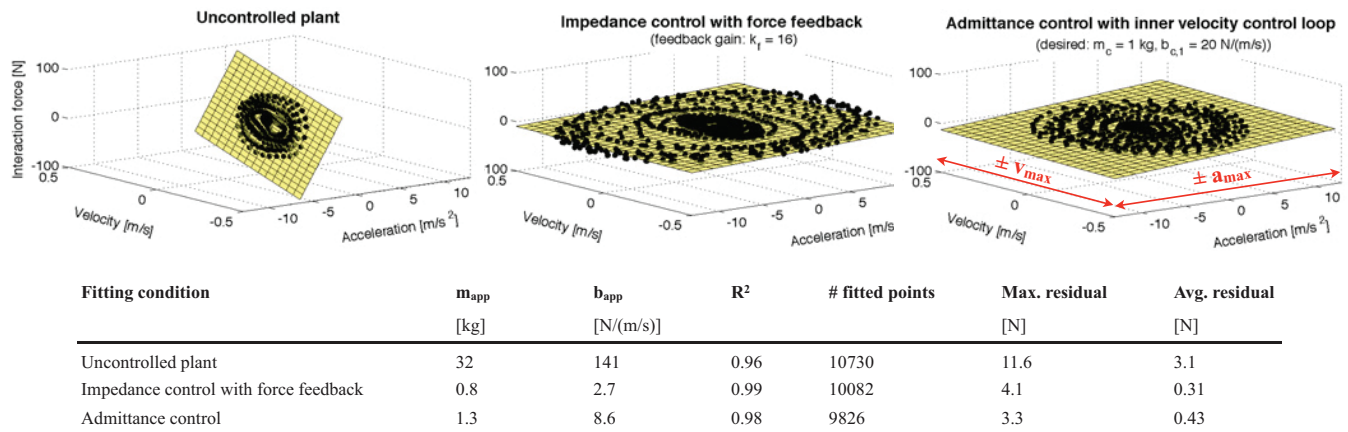 Uncontrolled plant
Interaction force [N]
100
0
-100
0.5
0
-0.5
Velocity [m/s]
-10
-5
0
5
10
Acceleration [m/s²]
Impedance control with force feedback
(feedback gain: k_f = 16)
100
0
100
0.5
0
-0.5
Velocity [m/s]
-10
-5
0
5
Acceleration [m/s
Admittance control with inner velocity control loop
(desired: m_c = 1 kg, b_c,1 = 20 N/(m/s))
100
0
-100
0.5
0
-0.5
± v_max
± a_max
Velocity [m/s]
-10
-5
0
5
10
Acceleration [m/s²]
Fitting condition m_app b_app R² # fitted points Max. residual Avg. residual
[kg] [N/(m/s)] [N] [N]
Uncontrolled plant 32 141 0.96 10730 11.6 3.1
Impedance control with force feedback 0.8 2.7 0.99 10082 4.1 0.31
Admittance control 1.3 8.6 0.98 9826 3.3 0.43